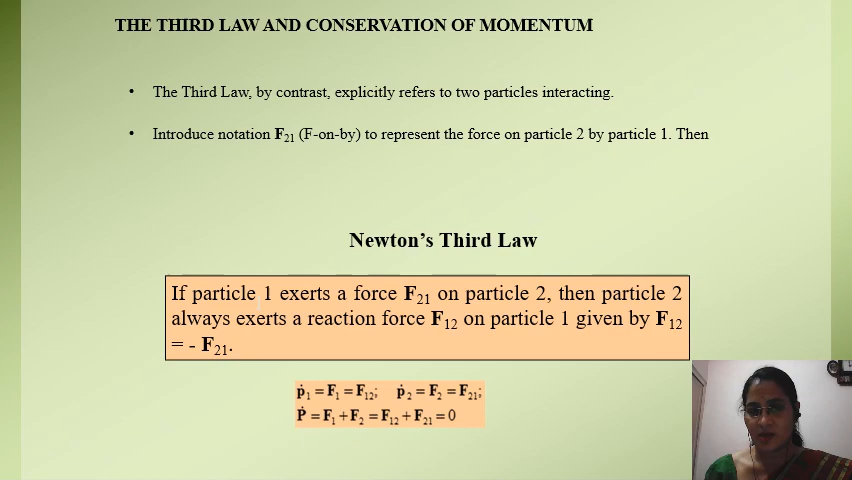 THE THIRD LAW AND CONSERVATION OF MOMENTUM
• The Third Law, by contrast, explicitly refers to two particles interacting.
• Introduce notation F₂₁ (F-on-by) to represent the force on particle 2 by particle 1. Then
Newton’s Third Law
If particle 1 exerts a force F₂₁ on particle 2, then particle 2
always exerts a reaction force F₁₂ on particle 1 given by F₁₂
= - F₂₁.
ṗ₁ = F₁ = F₁₂; ṗ₂ = F₂ = F₂₁;
Ṗ = F₁ + F₂ = F₁₂ + F₂₁ = 0